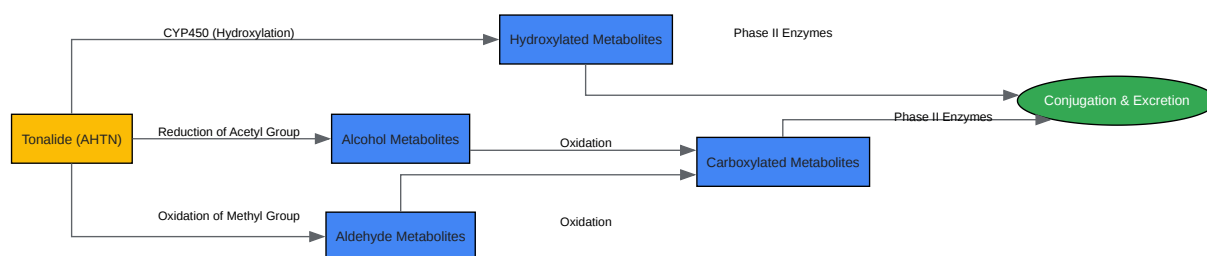 CYP450 (Hydroxylation)
Hydroxylated Metabolites
Phase II Enzymes
Conjugation & Excretion
Tonalide (AHTN)
Reduction of Acetyl Group
Alcohol Metabolites
Oxidation
Phase II Enzymes
Carboxylated Metabolites
Oxidation of Methyl Group
Aldehyde Metabolites
Oxidation